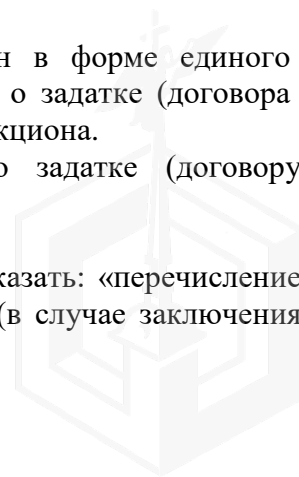 н в форме единого
о задатке (договора
кциона.
о задатке (договору,
казать: «перечисление
(в случае заключения